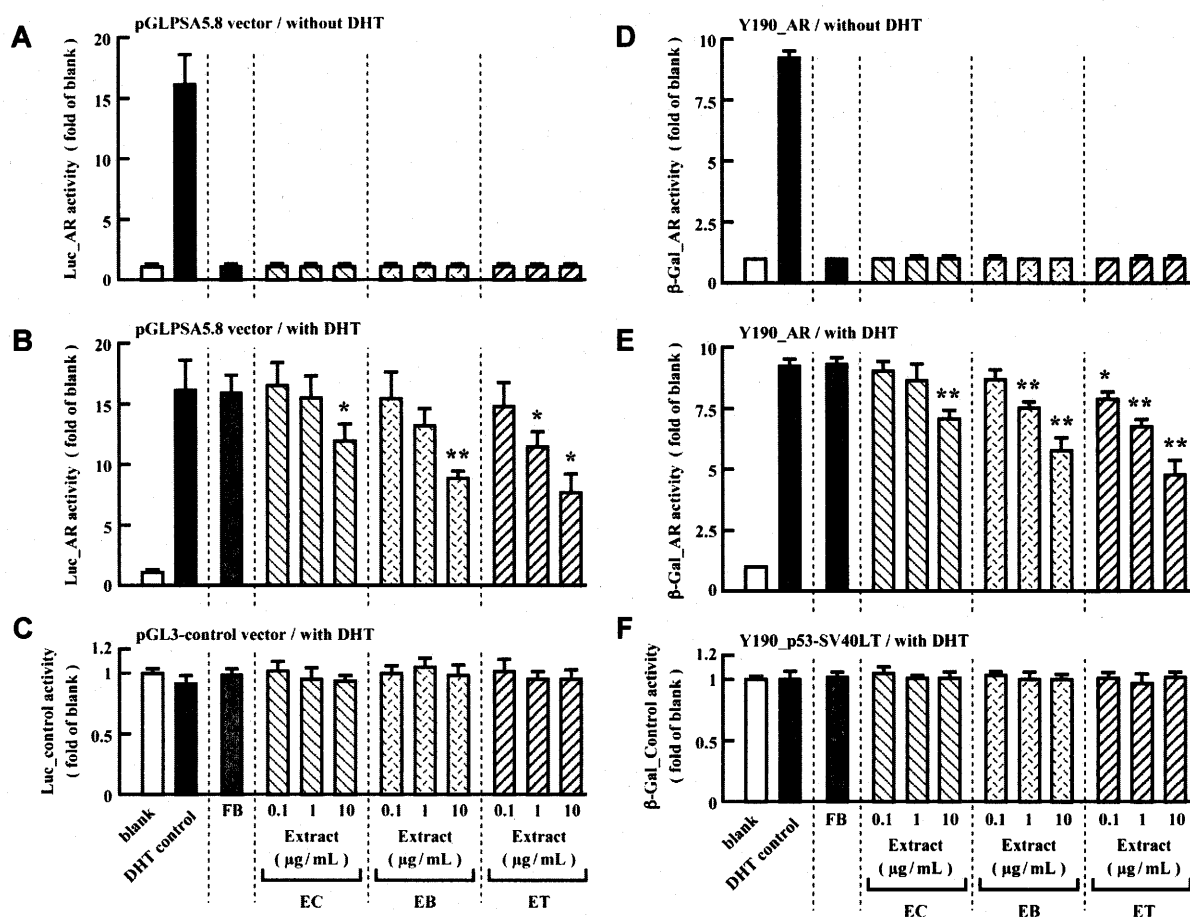 A
pGLPSA5.8 vector / without DHT
Luc_AR activity ( fold of blank )
20
15
10
5
0
B
pGLPSA5.8 vector / with DHT
Luc_AR activity ( fold of blank )
20
15
10
5
0
*
**
*
*
C
pGL3-control vector / with DHT
Luc_control activity
( fold of blank )
1.2
1
0.5
0
blank
DHT control
FB
0.1 1 10
Extract
( µg/mL )
EC
0.1 1 10
Extract
( µg/mL )
EB
0.1 1 10
Extract
( µg/mL )
ET
D
Y190_AR / without DHT
β-Gal_AR activity ( fold of blank )
10
7.5
5
2.5
0
E
Y190_AR / with DHT
β-Gal_AR activity ( fold of blank )
10
7.5
5
2.5
0
**
**
**
*
**
**
F
Y190_p53-SV40LT / with DHT
β-Gal_Control activity
( fold of blank )
1.2
1
0.5
0
blank
DHT control
FB
0.1 1 10
Extract
( µg/mL )
EC
0.1 1 10
Extract
( µg/mL )
EB
0.1 1 10
Extract
( µg/mL )
ET